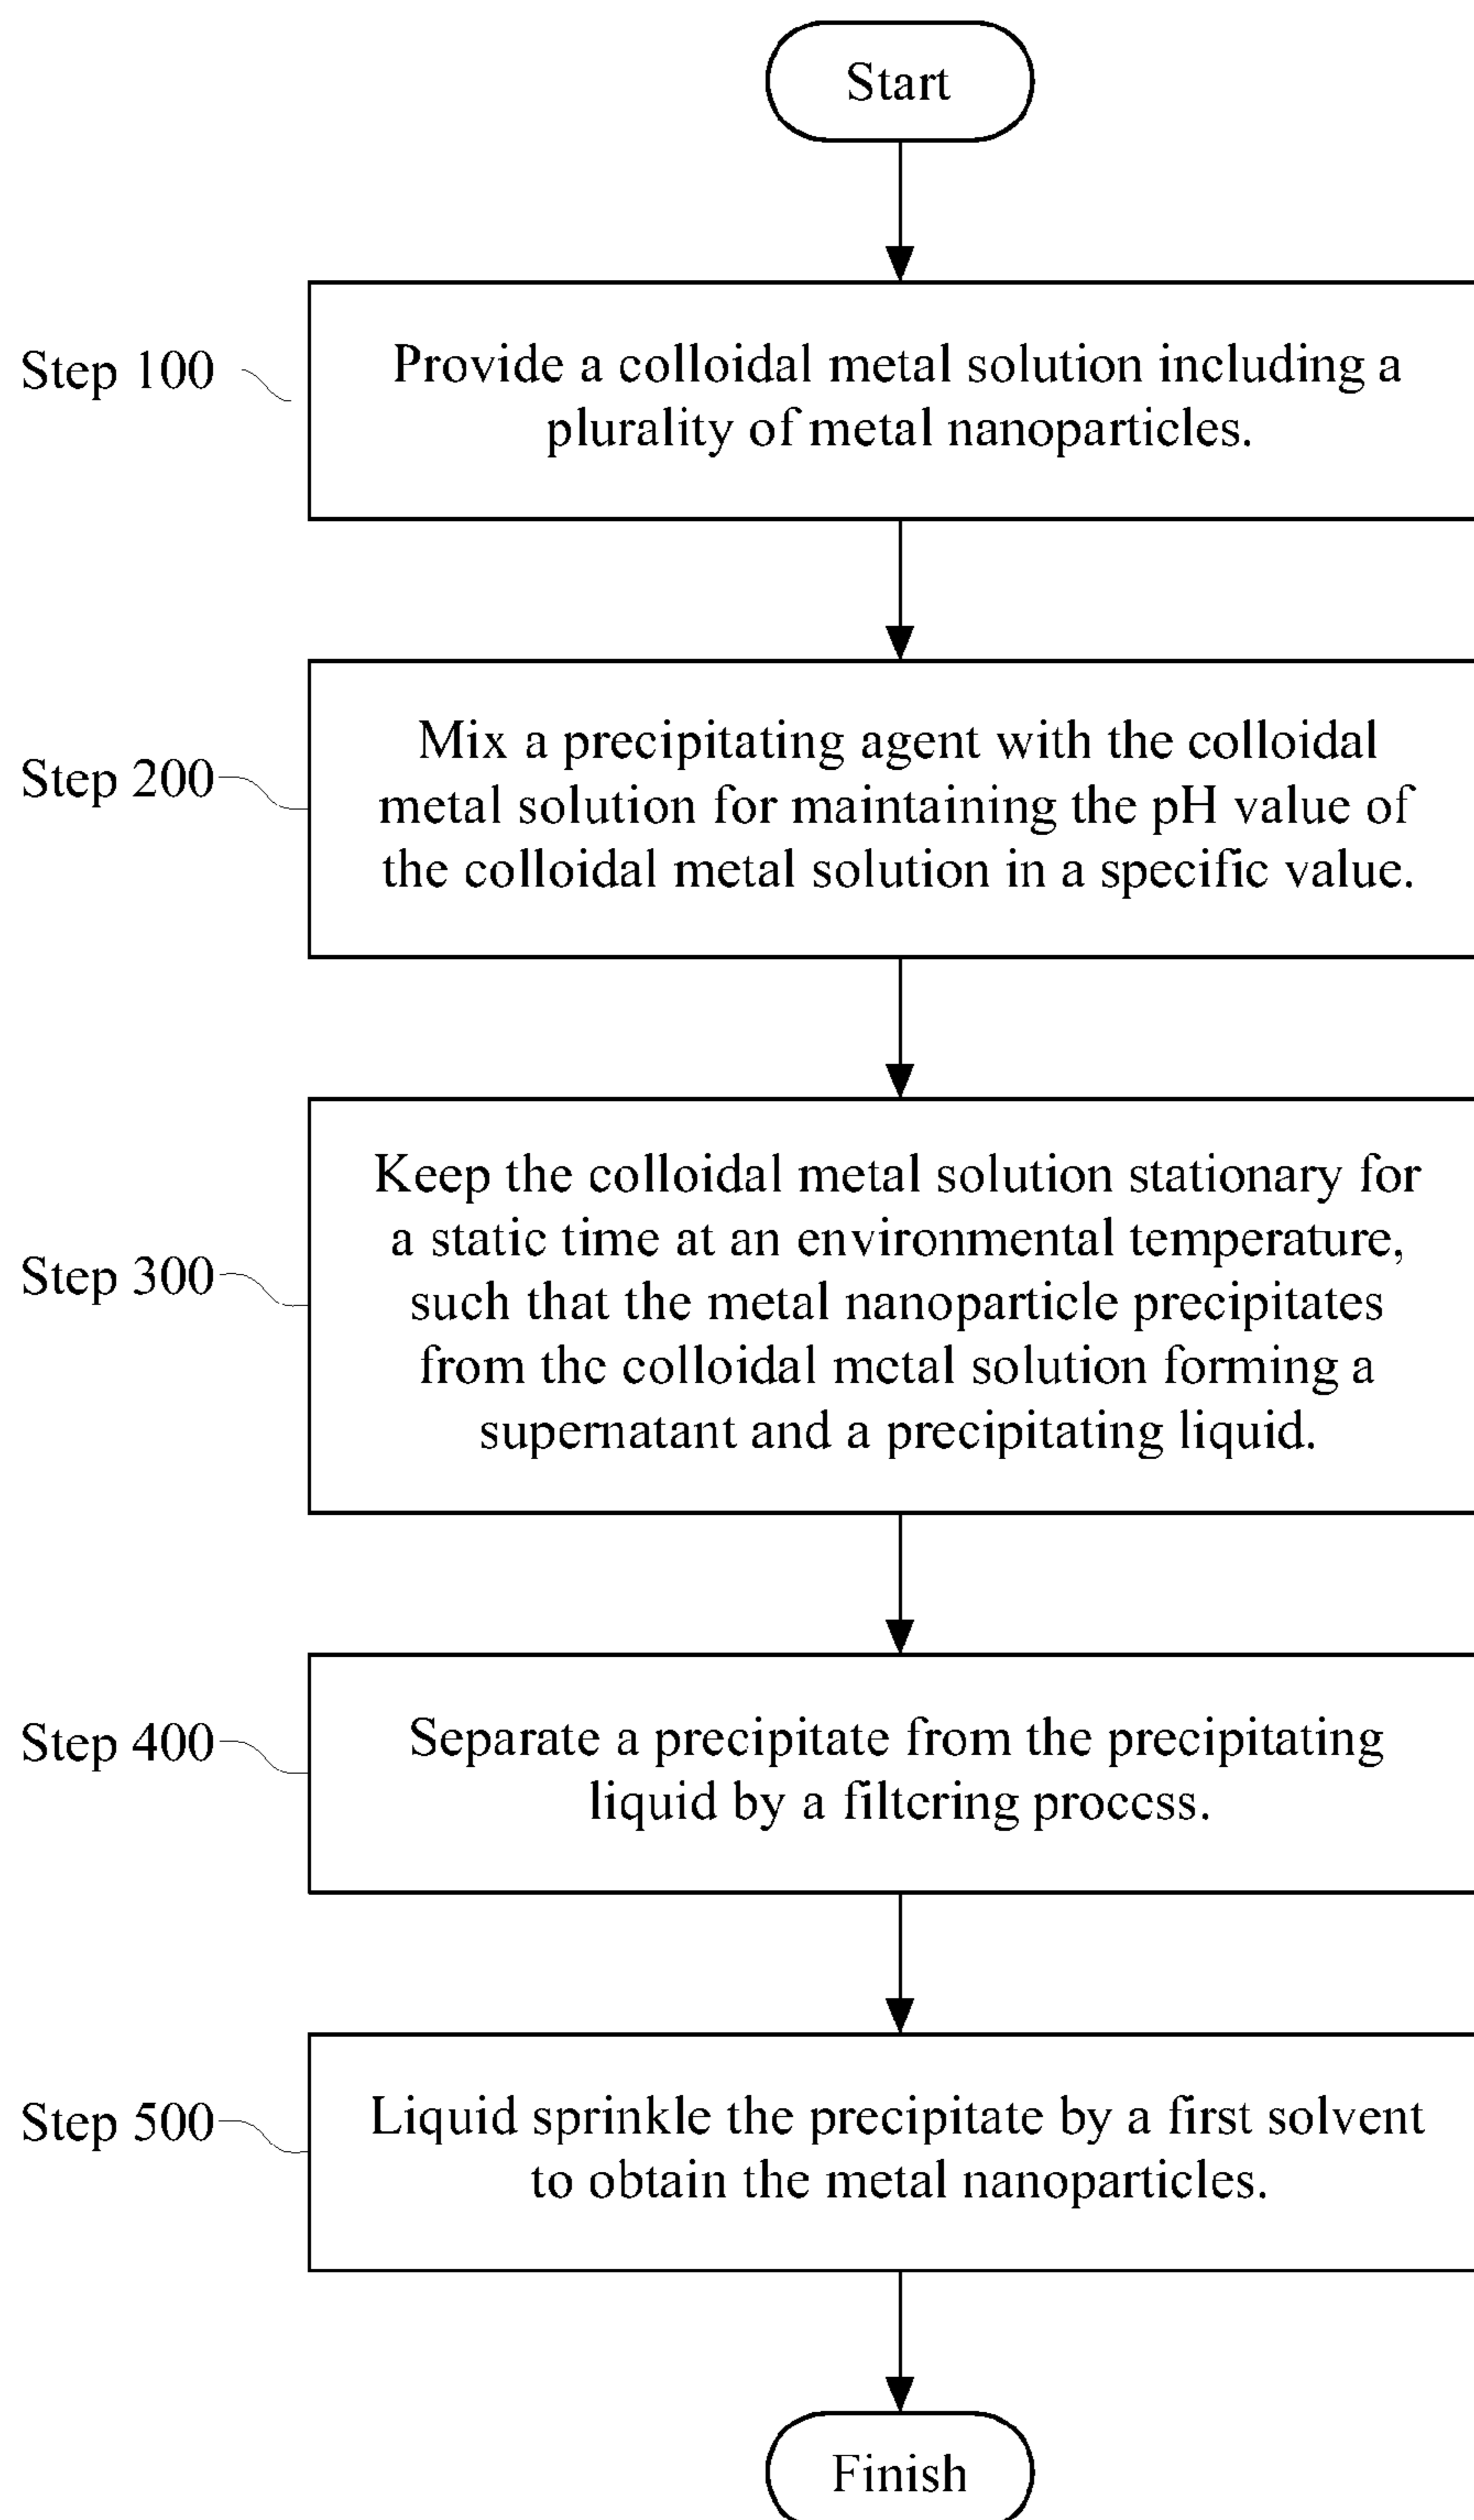 Start
Step 100
Provide a colloidal metal solution including a
plurality of metal nanoparticles.
Step 200
Mix a precipitating agent with the colloidal
metal solution for maintaining the pH value of
the colloidal metal solution in a specific value.
Step 300
Keep the colloidal metal solution stationary for
a static time at an environmental temperature,
such that the metal nanoparticle precipitates
from the colloidal metal solution forming a
supernatant and a precipitating liquid.
Step 400
Separate a precipitate from the precipitating
liquid by a filtering process.
Step 500
Liquid sprinkle the precipitate by a first solvent
to obtain the metal nanoparticles.
Finish